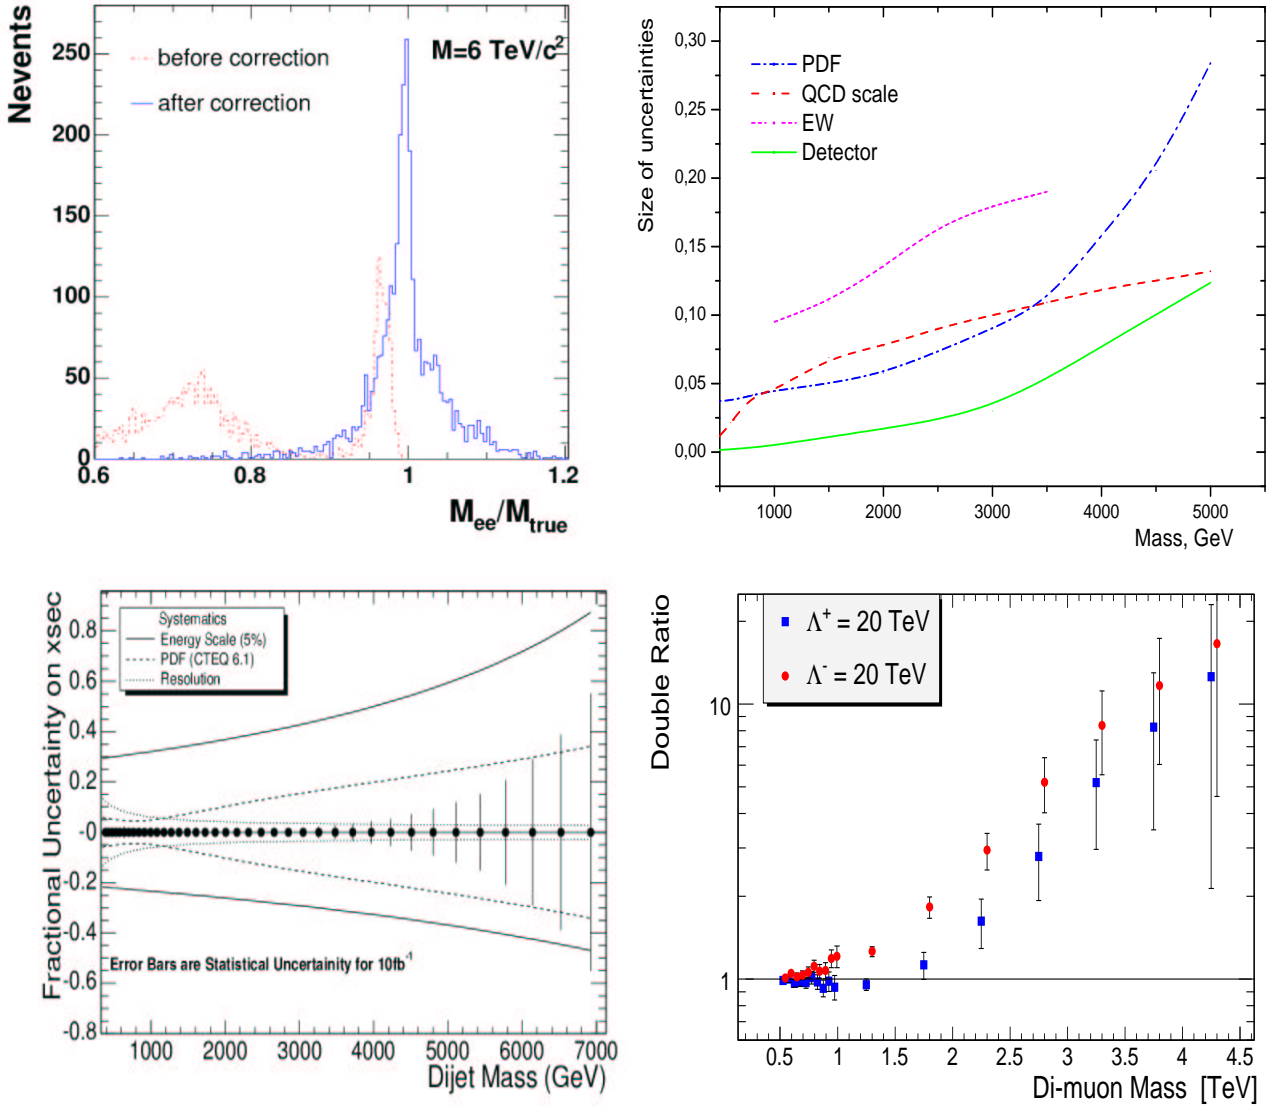 Nevents
250
200
150
100
50
0
M=6 TeV/c²
before correction
after correction
0.6
0.8
1
1.2
M_ee/M_true
Size of uncertainties
0,30
0,25
0,20
0,15
0,10
0,05
0,00
PDF
QCD scale
EW
Detector
1000
2000
3000
4000
5000
Mass, GeV
Fractional Uncertainty on xsec
0.8
0.6
0.4
0.2
-0
-0.2
-0.4
-0.6
-0.8
Systematics
Energy Scale (5%)
PDF (CTEQ 6.1)
Resolution
Error Bars are Statistical Uncertainity for 10fb⁻¹
1000
2000
3000
4000
5000
6000
7000
Dijet Mass (GeV)
Double Ratio
10
1
Λ⁺ = 20 TeV
Λ⁻ = 20 TeV
0.5
1
1.5
2
2.5
3
3.5
4
4.5
Di-muon Mass [TeV]